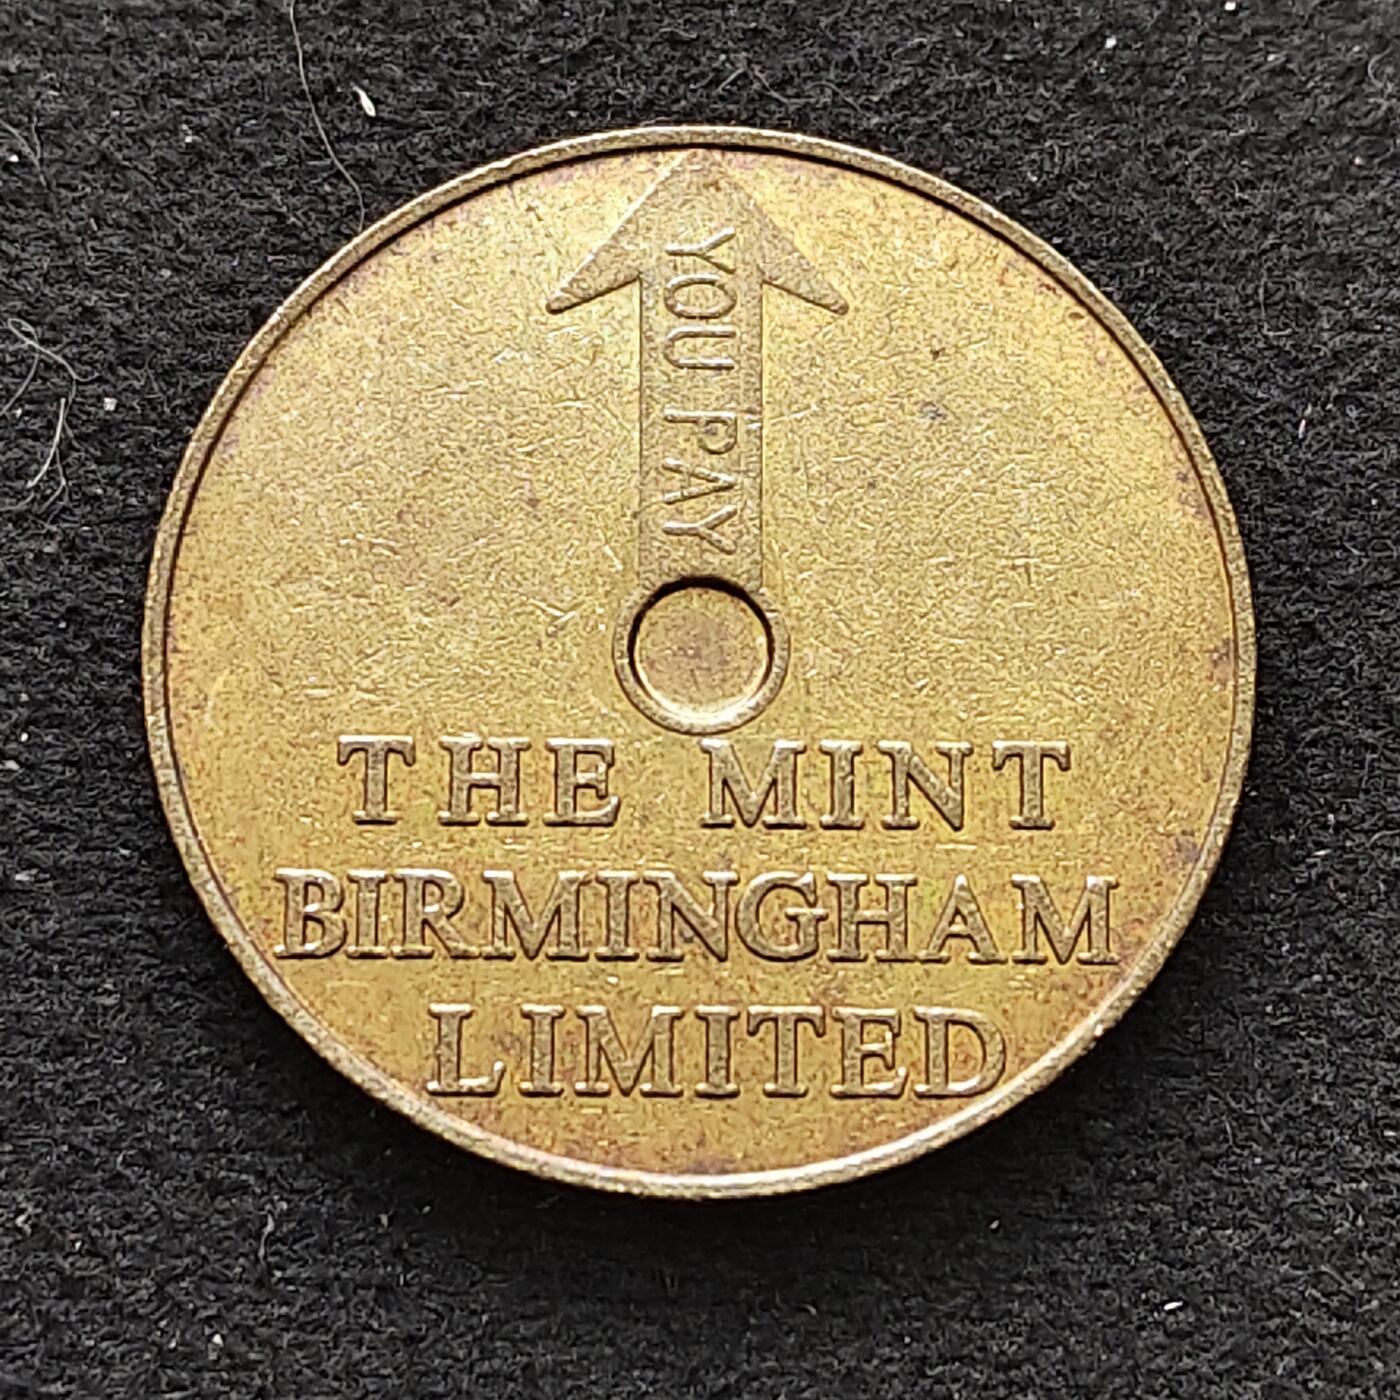 YOU PAY
THE MINT
BIRMINGHAM
LIMITED